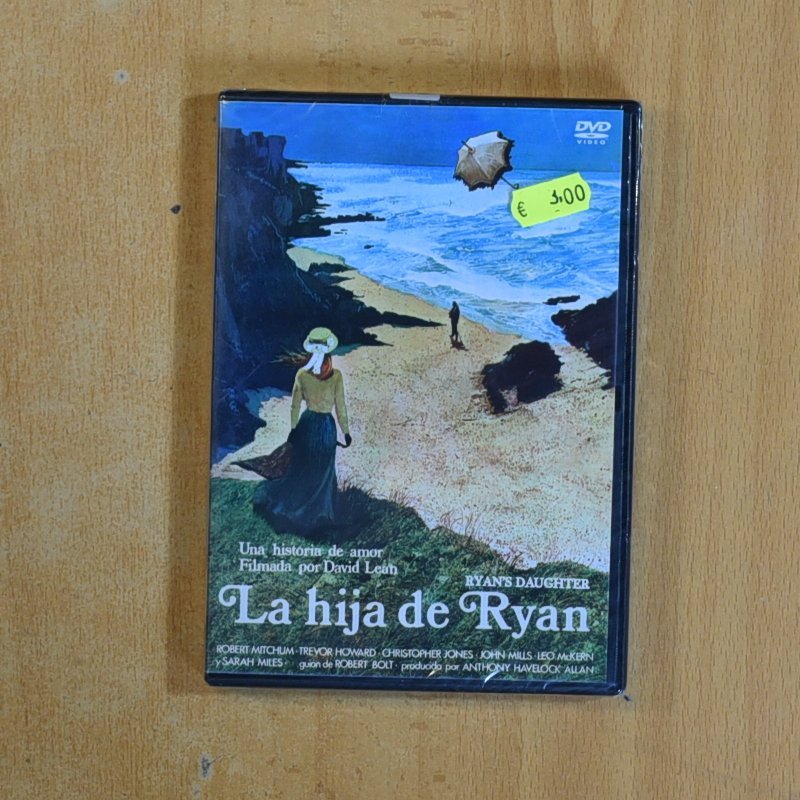 DVD
VIDEO
€ 3,00
Una historia de amor
Filmada por David Lean
RYAN'S DAUGHTER
La hija de Ryan
ROBERT MITCHUM · TREVOR HOWARD · CHRISTOPHER JONES · JOHN MILLS · LEO McKERN
y SARAH MILES · guion de ROBERT BOLT · producida por ANTHONY HAVELOCK ALLAN